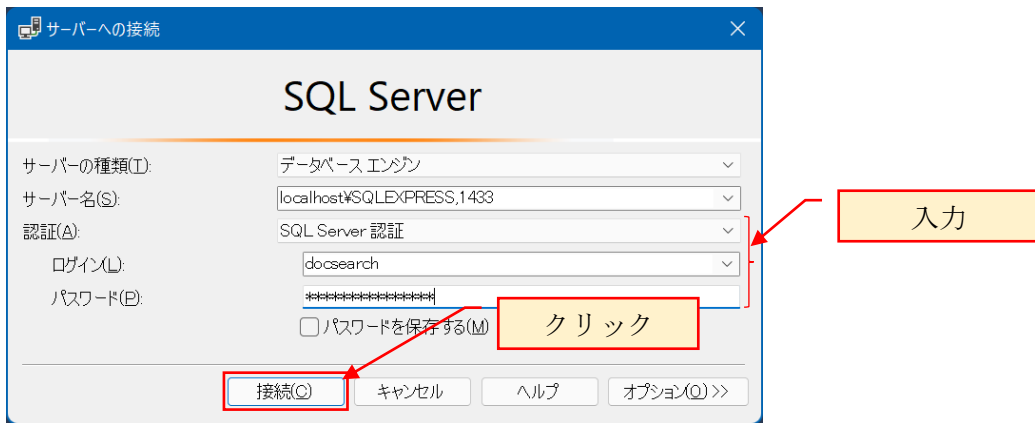 サーバーへの接続
SQL Server
サーバーの種類(T):
データベース エンジン
サーバー名(S):
localhost¥SQLEXPRESS,1433
認証(A):
SQL Server 認証
ログイン(L):
docsearch
パスワード(P):
****************
パスワードを保存する(M)
入力
クリック
接続(C)
キャンセル
ヘルプ
オプション(O) >>